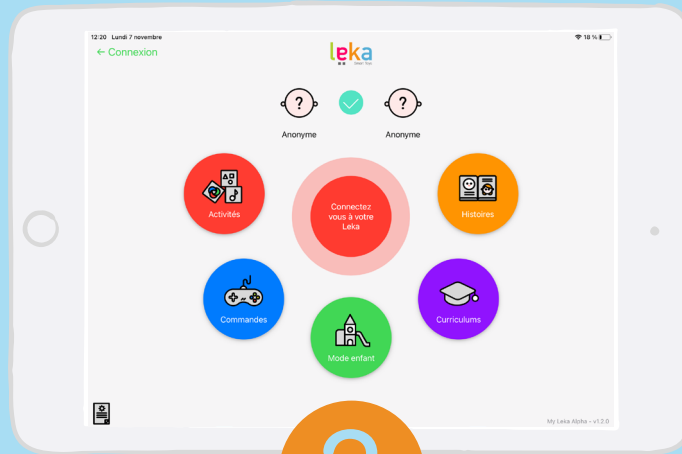 12:20 Lundi 7 novembre
18 %
← Connexion
leka
Anonyme
Anonyme
Activités
Connectez
vous à votre
Leka
Histoires
Commandes
Curriculums
Mode enfant
My Leka Alpha - v1.2.0